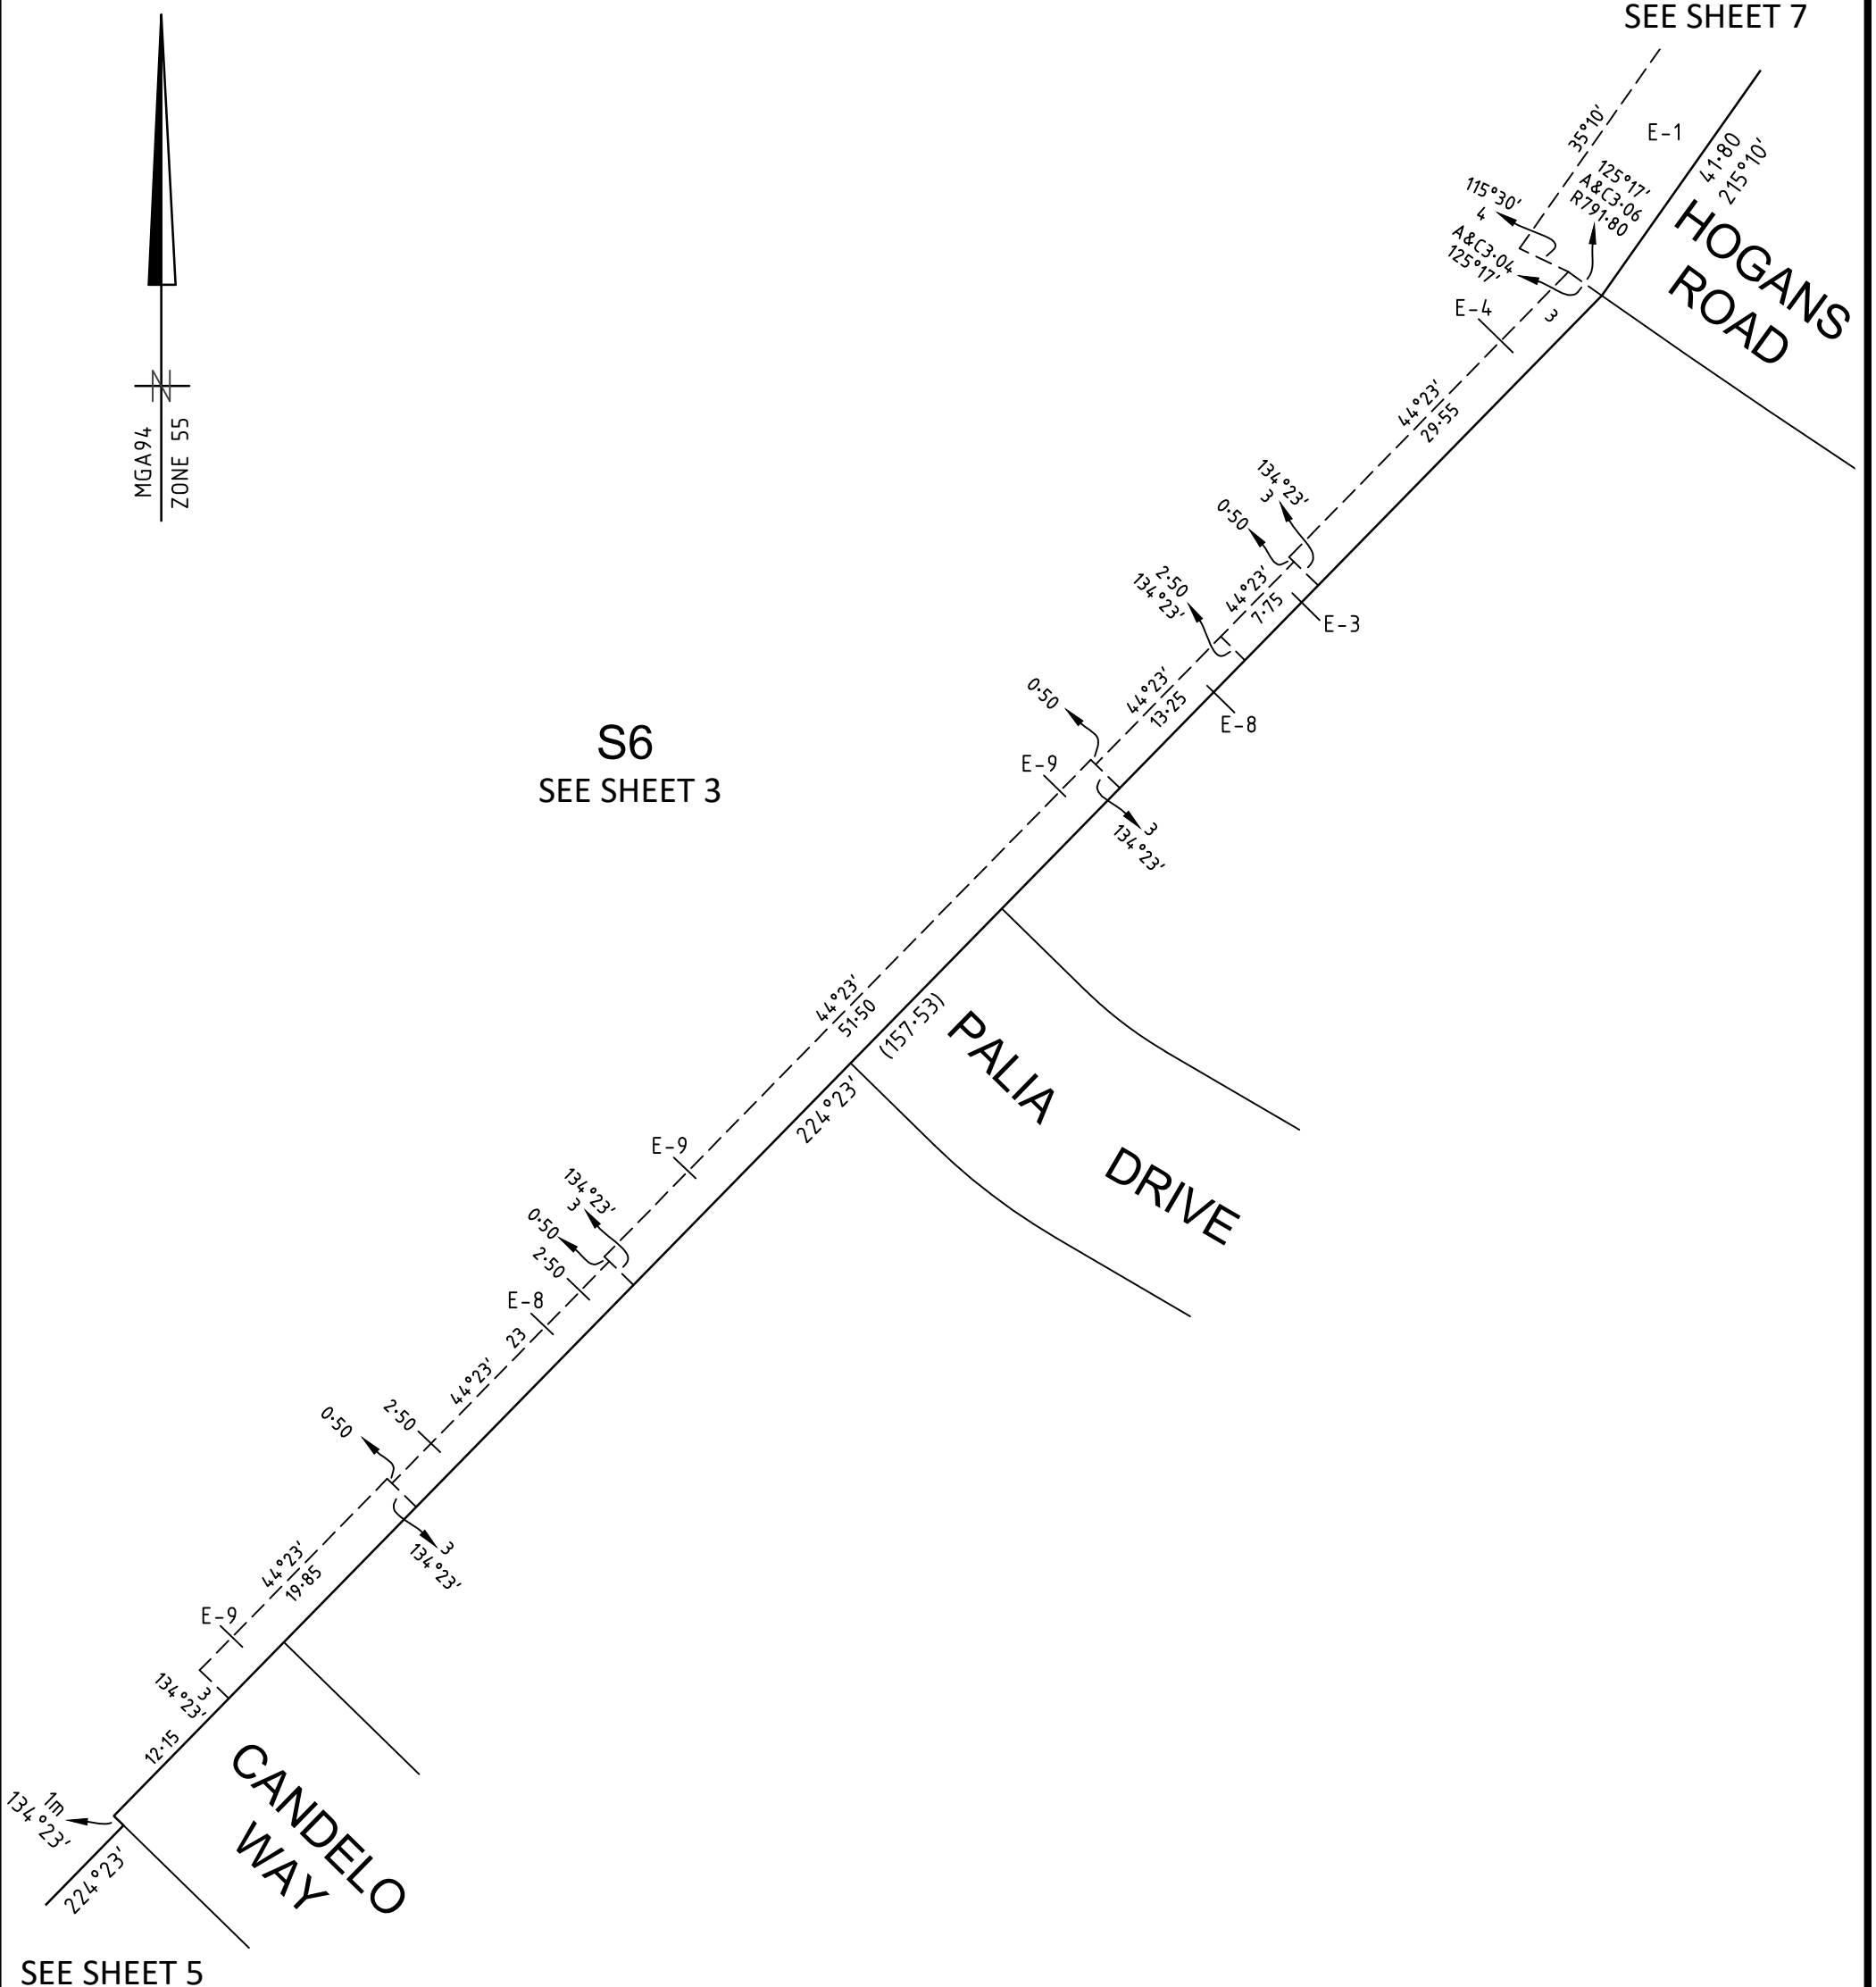 SEE SHEET 7
MGA94
ZONE 55
35°10'
E-1
41·80
215°10'
125°17'
A&C3·06
R791·80
115°30'
4
A&C3·04
125°17'
HOGANS
ROAD
E-4
3
44°23'
29·55
134°23'
3
0·50
2·50
134°23'
44°23'
7·75
E-3
0·50
44°23'
13·25
E-8
S6
SEE SHEET 3
E-9
3
134°23'
44°23'
51·50
(157·53)
224°23'
PALIA
DRIVE
E-9
134°23'
3
0·50
2·50
E-8
23
44°23'
2·50
0·50
3
134°23'
44°23'
19·85
E-9
3
134°23'
12·15
1m
134°23'
224°23'
CANDELO
WAY
SEE SHEET 5